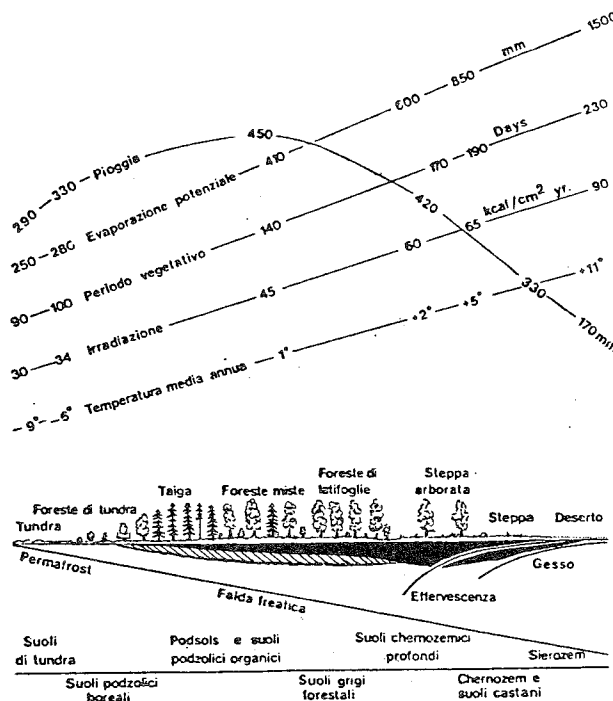 290 — 330 Pioggia 450 420 330 170 mm
250 — 280 Evaporazione potenziale 410 600 850 mm 1500
90 — 100 Periodo vegetativo 140 170 190 Days 230
30 — 34 Irradiazione 45 60 65 kcal/cm² yr. 90
-9° -6° Temperatura media annua 1° +2° +5° +11°
Tundra
Foreste di tundra
Taiga
Foreste miste
Foreste di
latifoglie
Steppa
arborata
Steppa
Deserto
Permafrost
Falda freatica
Effervescenza
Gesso
Suoli
di tundra
Podsols e suoli
podzolici organici
Suoli chernozemici
profondi
Sierozem
Suoli podzolici
boreali
Suoli grigi
forestali
Chernozem e
suoli castani